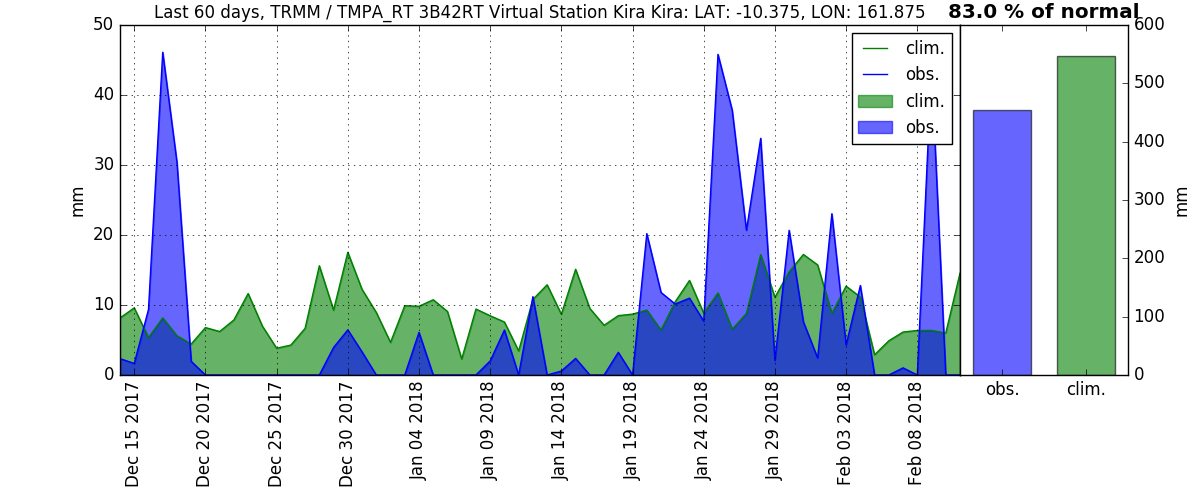 Last 60 days, TRMM / TMPA_RT 3B42RT Virtual Station Kira Kira: LAT: -10.375, LON: 161.875
83.0 % of normal
50
40
30
20
10
0
mm
clim.
obs.
clim.
obs.
600
500
400
300
200
100
0
mm
Dec 15 2017
Dec 20 2017
Dec 25 2017
Dec 30 2017
Jan 04 2018
Jan 09 2018
Jan 14 2018
Jan 19 2018
Jan 24 2018
Jan 29 2018
Feb 03 2018
Feb 08 2018
obs.
clim.